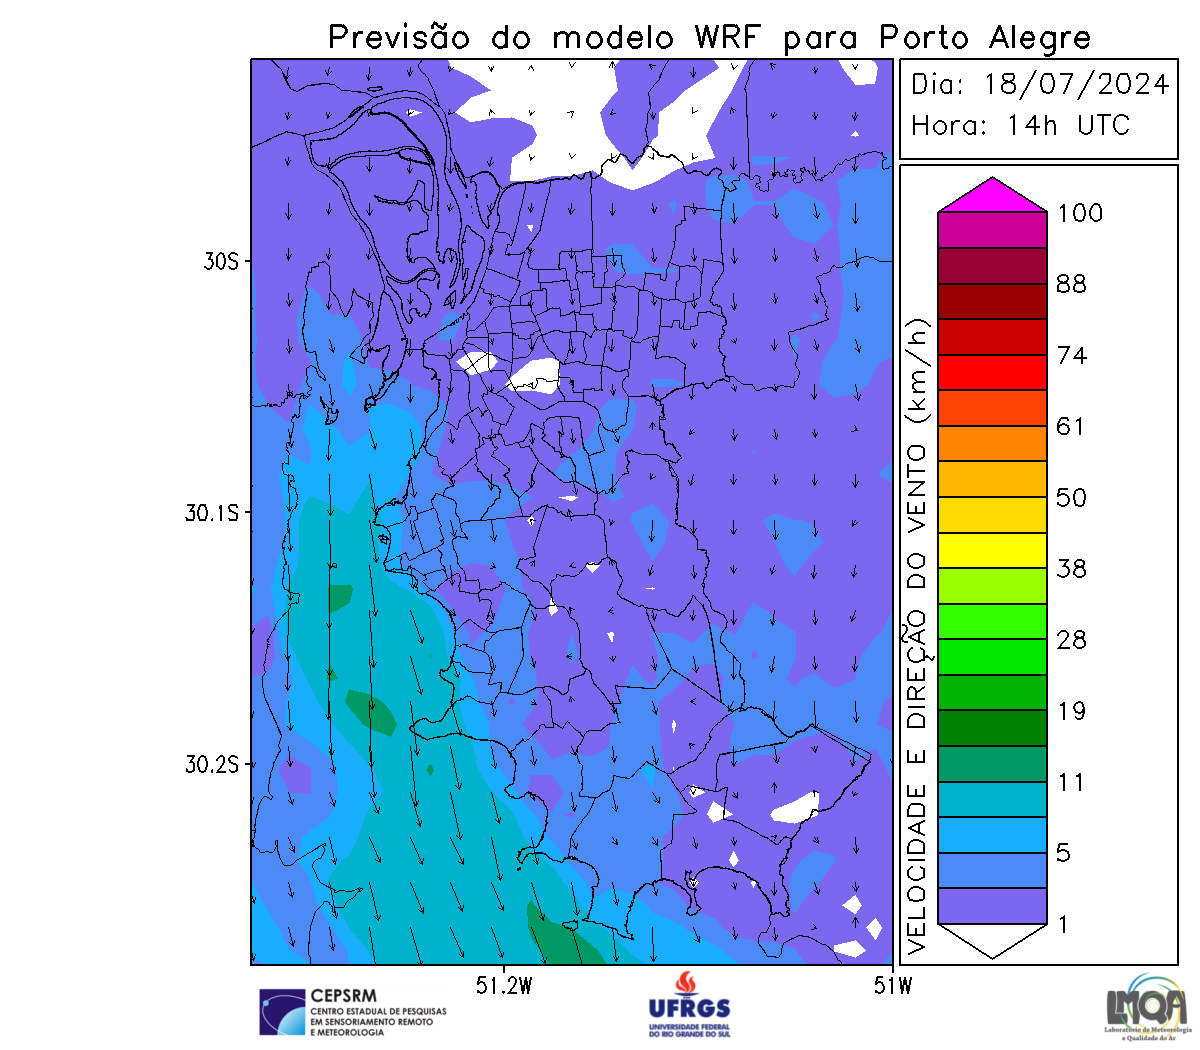 Previsão do modelo WRF para Porto Alegre
Dia: 18/07/2024
Hora: 14h UTC
30S
30.1S
30.2S
51.2W
51W
VELOCIDADE E DIREÇÃO DO VENTO (km/h)
100
88
74
61
50
38
28
19
11
5
1
CEPSRM
CENTRO ESTADUAL DE PESQUISAS
EM SENSORIAMENTO REMOTO
E METEOROLOGIA
UFRGS
UNIVERSIDADE FEDERAL
DO RIO GRANDE DO SUL
LMQA
Laboratório de Meteorologia
e Qualidade do Ar